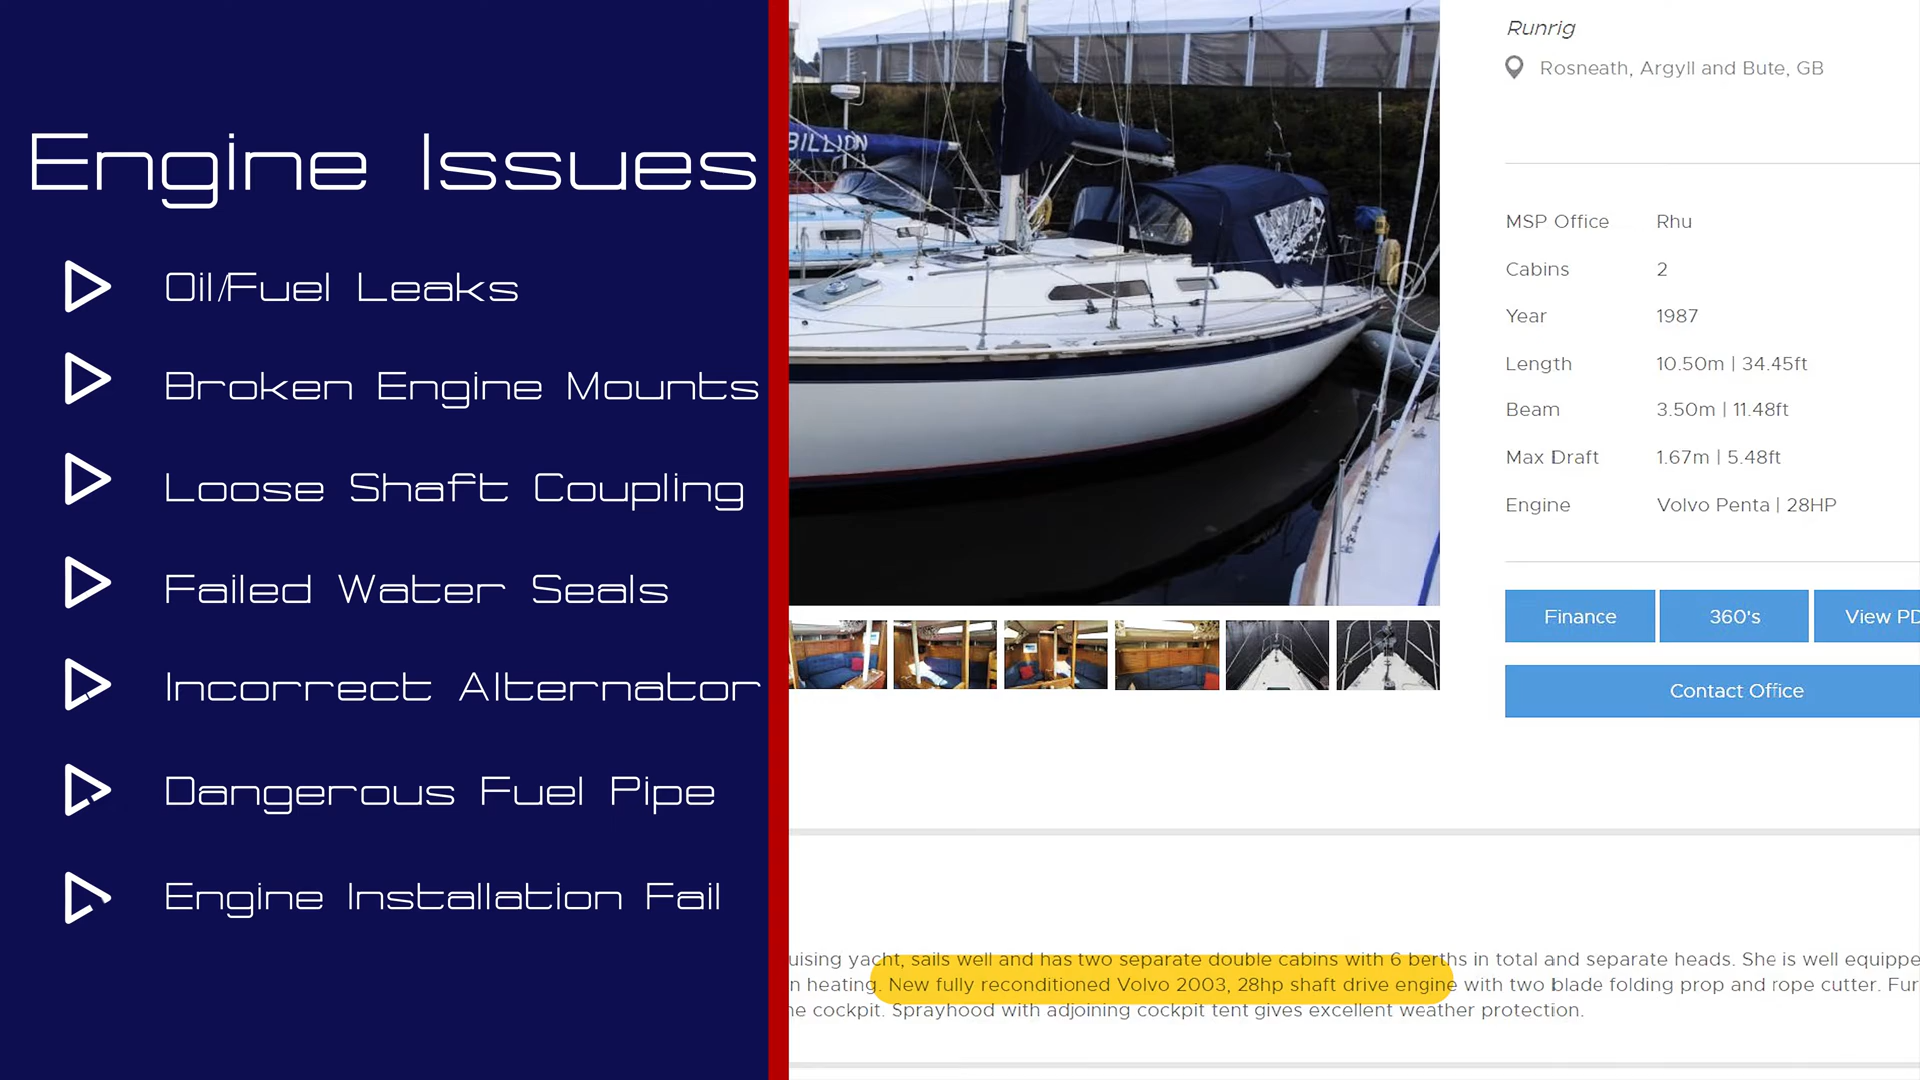 Engine Issues
Oil/Fuel Leaks
Broken Engine Mounts
Loose Shaft Coupling
Failed Water Seals
Incorrect Alternator
Dangerous Fuel Pipe
Engine Installation Fail
BILLION
Runrig
Rosneath, Argyll and Bute, GB
MSP Office Rhu
Cabins 2
Year 1987
Length 10.50m | 34.45ft
Beam 3.50m | 11.48ft
Max Draft 1.67m | 5.48ft
Engine Volvo Penta | 28HP
Finance 360's View PD
Contact Office
uising yacht, sails well and has two separate double cabins with 6 berths in total and separate heads. She is well equippe
n heating. New fully reconditioned Volvo 2003, 28hp shaft drive engine with two blade folding prop and rope cutter. Fur
he cockpit. Sprayhood with adjoining cockpit tent gives excellent weather protection.